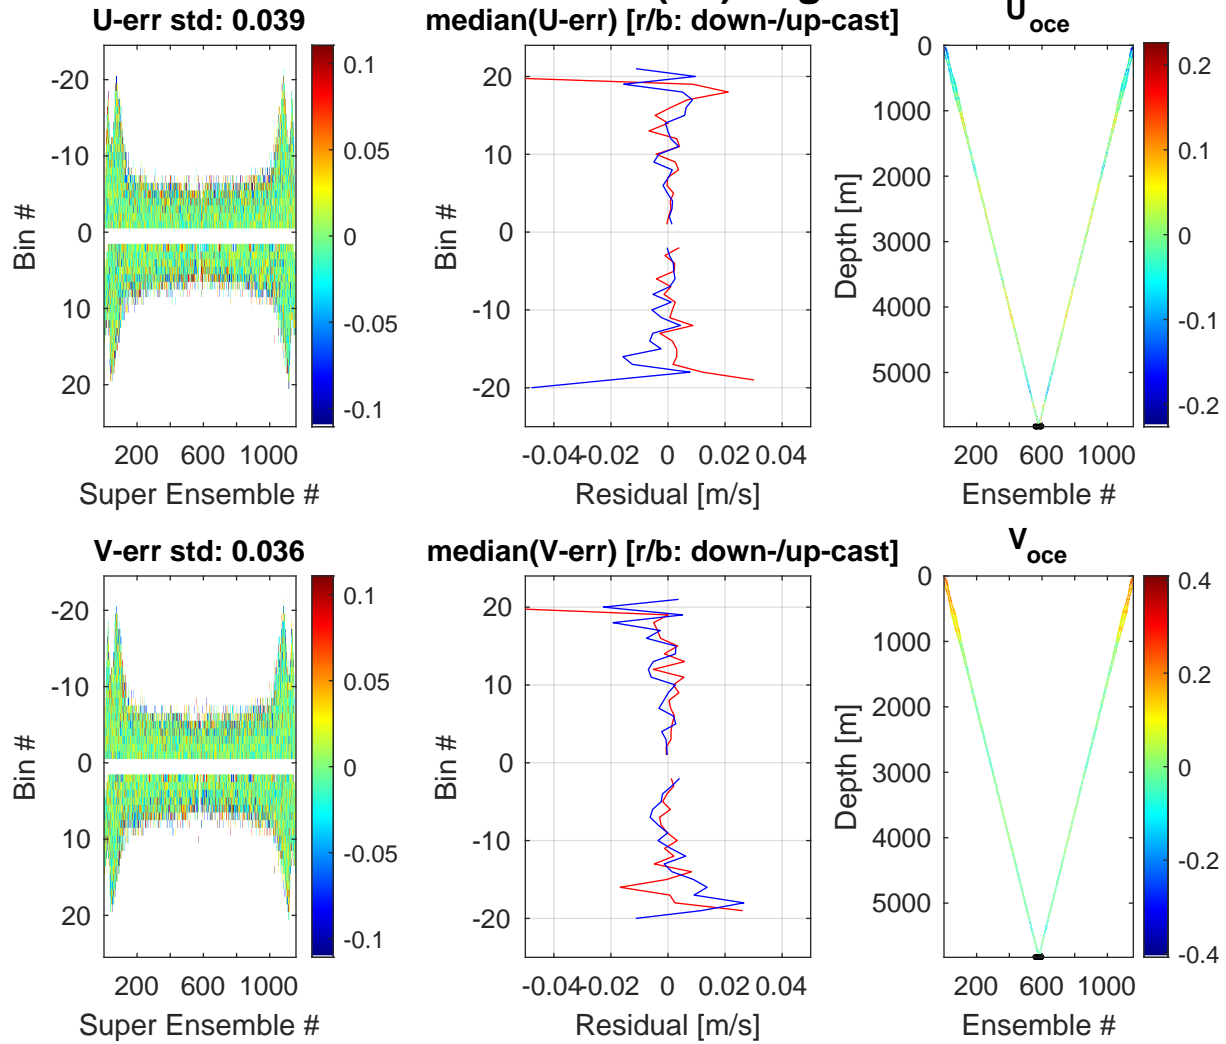 U-err std: 0.039
-20
-10
0
10
20
Bin #
200 600 1000
Super Ensemble #
0.1
0.05
0
-0.05
-0.1
median(U-err) [r/b: down-/up-cast]
20
10
0
-10
-20
Bin #
-0.04 -0.02 0 0.02 0.04
Residual [m/s]
U_oce
0
1000
2000
3000
4000
5000
Depth [m]
200 600 1000
Ensemble #
0.2
0.1
0
-0.1
-0.2
V-err std: 0.036
-20
-10
0
10
20
Bin #
200 600 1000
Super Ensemble #
0.1
0.05
0
-0.05
-0.1
median(V-err) [r/b: down-/up-cast]
20
10
0
-10
-20
Bin #
-0.04 -0.02 0 0.02 0.04
Residual [m/s]
V_oce
0
1000
2000
3000
4000
5000
Depth [m]
200 600 1000
Ensemble #
0.4
0.2
0
-0.2
-0.4